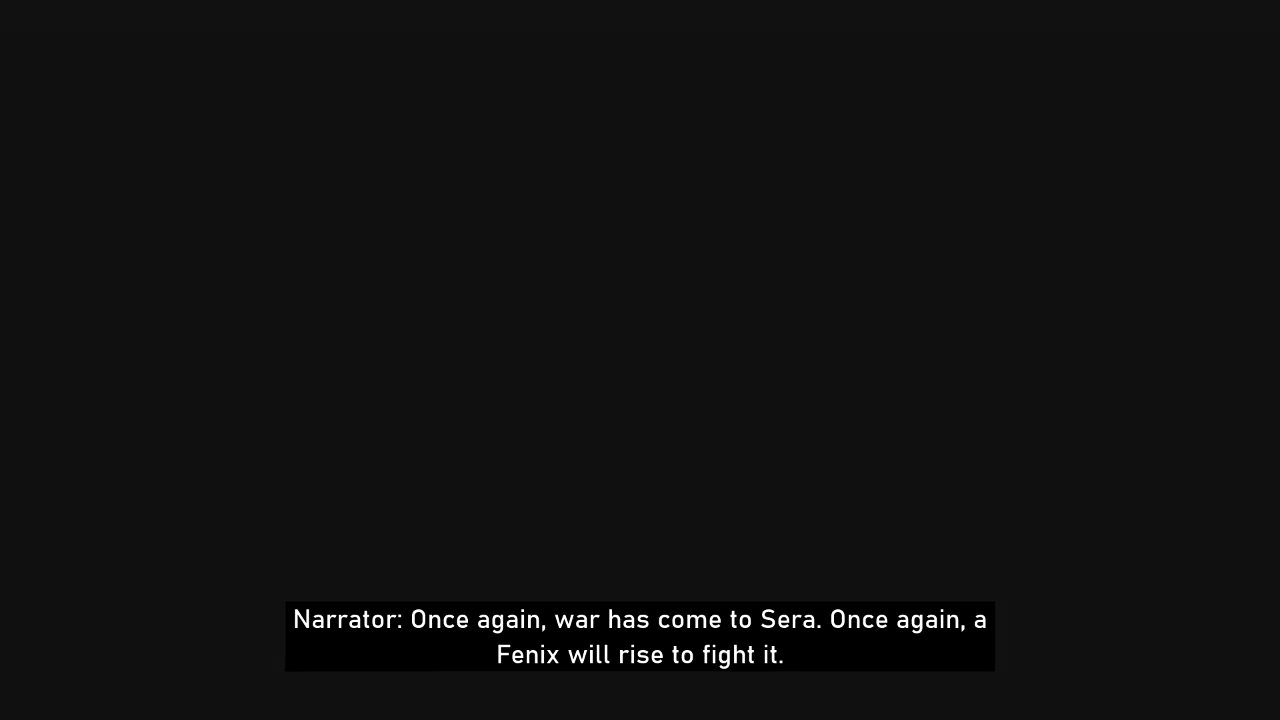 Narrator: Once again, war has come to Sera. Once again, a
Fenix will rise to fight it.